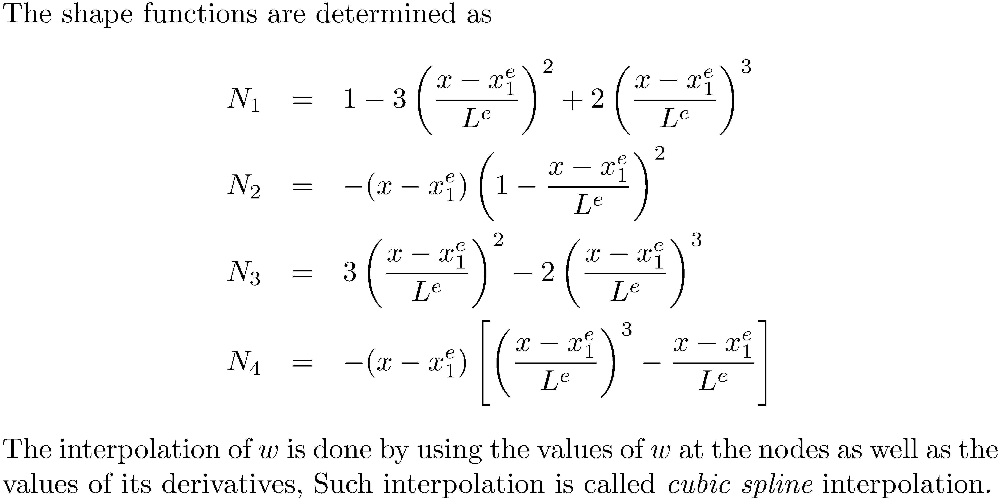 The shape functions are determined as
$N_1 = 1 - 3 \left( \frac{x - x_1^e}{L^e} \right)^2 + 2 \left( \frac{x - x_1^e}{L^e} \right)^3$
$N_2 = -(x - x_1^e) \left( 1 - \frac{x - x_1^e}{L^e} \right)^2$
$N_3 = 3 \left( \frac{x - x_1^e}{L^e} \right)^2 - 2 \left( \frac{x - x_1^e}{L^e} \right)^3$
$N_4 = -(x - x_1^e) \left[ \left( \frac{x - x_1^e}{L^e} \right)^3 - \frac{x - x_1^e}{L^e} \right]$
The interpolation of $w$ is done by using the values of $w$ at the nodes as well as the
values of its derivatives, Such interpolation is called cubic spline interpolation.